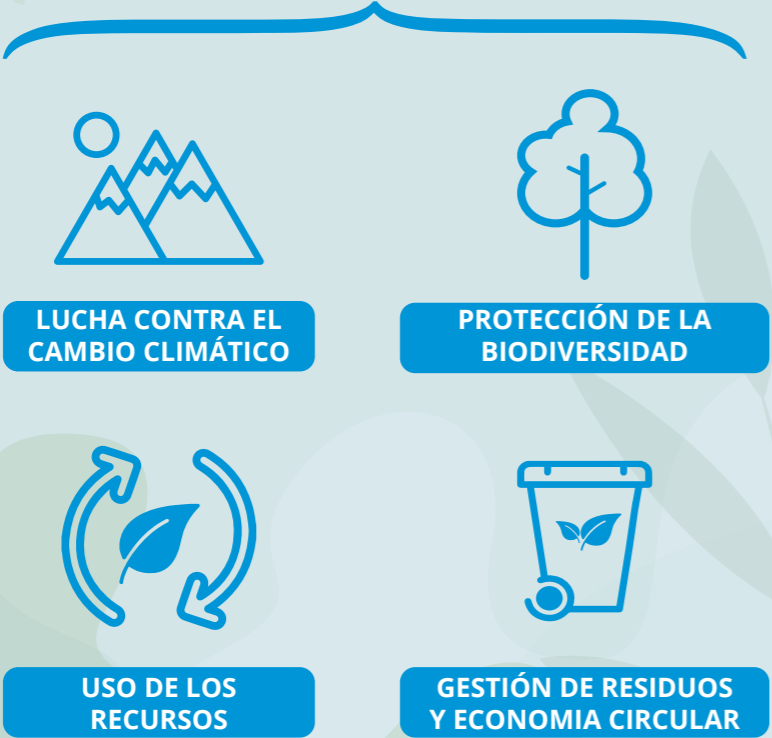 LUCHA CONTRA EL
CAMBIO CLIMÁTICO
PROTECCIÓN DE LA
BIODIVERSIDAD
USO DE LOS
RECURSOS
GESTIÓN DE RESIDUOS
Y ECONOMIA CIRCULAR